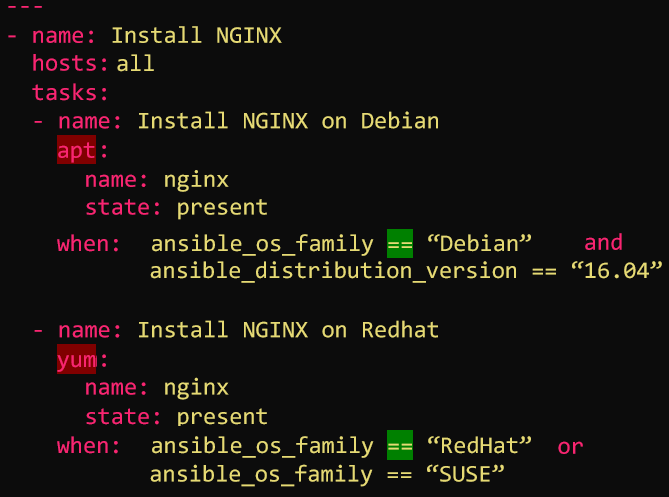 ---
- name: Install NGINX
hosts: all
tasks:
- name: Install NGINX on Debian
apt:
name: nginx
state: present
when: ansible_os_family == “Debian” and
ansible_distribution_version == “16.04”
- name: Install NGINX on Redhat
yum:
name: nginx
state: present
when: ansible_os_family == “RedHat” or
ansible_os_family == “SUSE”